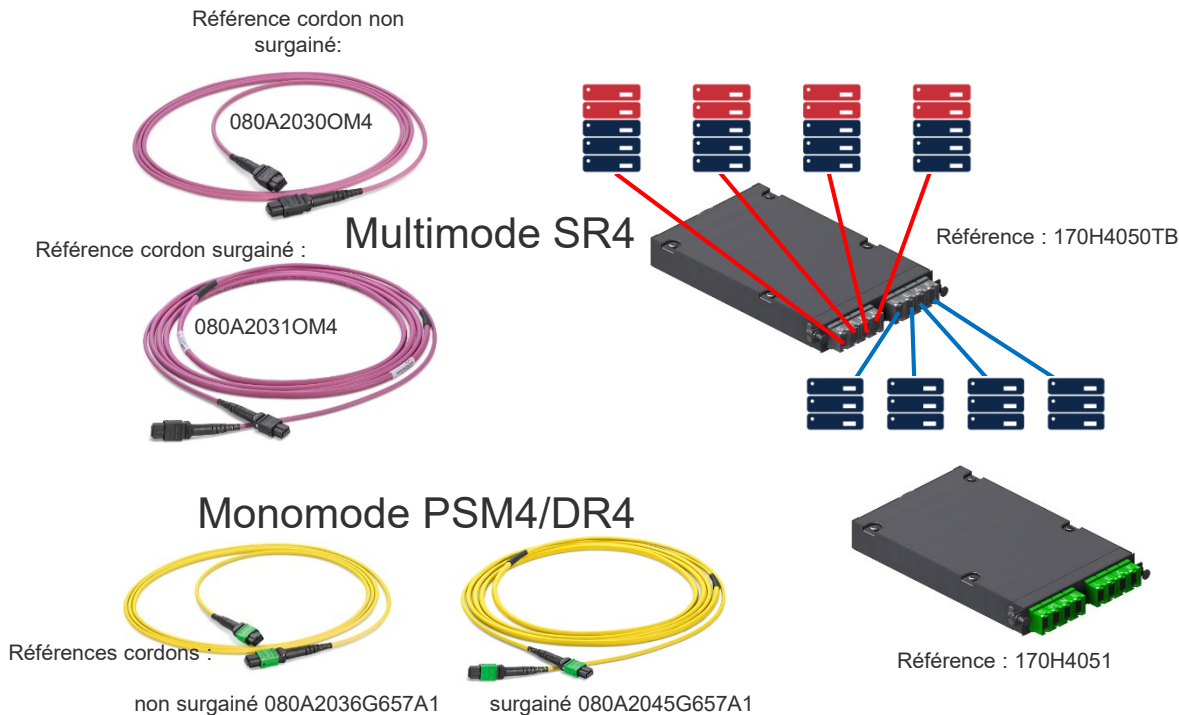 Référence cordon non
surgainé:
080A2030OM4
Multimode SR4
Référence : 170H4050TB
Référence cordon surgainé :
080A2031OM4
Monomode PSM4/DR4
Références cordons :
non surgainé 080A2036G657A1
surgainé 080A2045G657A1
Référence : 170H4051